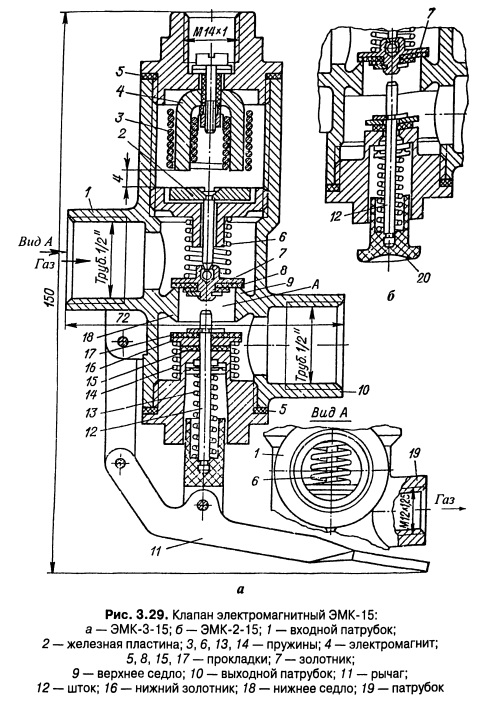 а
М14×1
5
4
3
2
4
1
Вид А
Газ
Труб.1/2"
150
6
7
8
9
А
72
18
17
16
15
14
13
12
Труб.1/2"
10
5
11
7
12
20
б
Вид А
1
6
19
М12×1,25
Газ
а
Рис. 3.29. Клапан электромагнитный ЭМК-15:
а — ЭМК-3-15; б — ЭМК-2-15; 1 — входной патрубок;
2 — железная пластина; 3, 6, 13, 14 — пружины; 4 — электромагнит;
5, 8, 15, 17 — прокладки; 7 — золотник;
9 — верхнее седло; 10 — выходной патрубок; 11 — рычаг;
12 — шток; 16 — нижний золотник; 18 — нижнее седло; 19 — патрубок